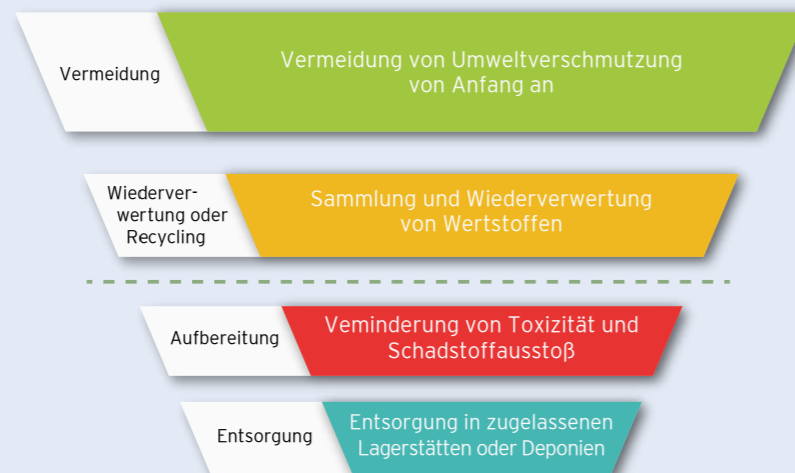 Vermeidung
Vermeidung von Umweltverschmutzung
von Anfang an
Wiederver-
wertung oder
Recycling
Sammlung und Wiederverwertung
von Wertstoffen
Aufbereitung
Veminderung von Toxizität und
Schadstoffausstoß
Entsorgung
Entsorgung in zugelassenen
Lagerstätten oder Deponien